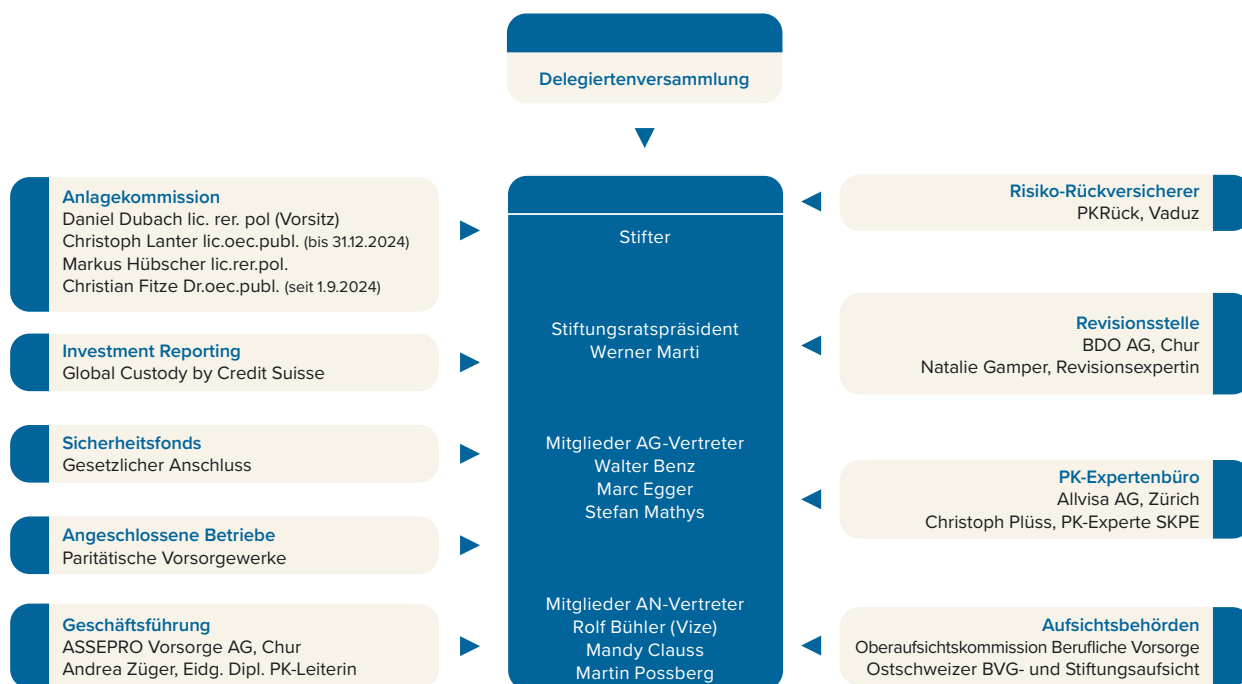 Delegiertenversammlung
Anlagekommission
Daniel Dubach lic. rer. pol (Vorsitz)
Christoph Lanter lic.oec.publ. (bis 31.12.2024)
Markus Hübscher lic.rer.pol.
Christian Fitze Dr.oec.publ. (seit 1.9.2024)
Investment Reporting
Global Custody by Credit Suisse
Sicherheitsfonds
Gesetzlicher Anschluss
Angeschlossene Betriebe
Paritätische Vorsorgewerke
Geschäftsführung
ASSEPRO Vorsorge AG, Chur
Andrea Züger, Eidg. Dipl. PK-Leiterin
Stifter
Stiftungsratspräsident
Werner Marti
Mitglieder AG-Vertreter
Walter Benz
Marc Egger
Stefan Mathys
Mitglieder AN-Vertreter
Rolf Bühler (Vize)
Mandy Clauss
Martin Possberg
Risiko-Rückversicherer
PKRück, Vaduz
Revisionsstelle
BDO AG, Chur
Natalie Gamper, Revisionsexpertin
PK-Expertenbüro
Allvisa AG, Zürich
Christoph Plüss, PK-Experte SKPE
Aufsichtsbehörden
Oberaufsichtskommission Berufliche Vorsorge
Ostschweizer BVG- und Stiftungsaufsicht